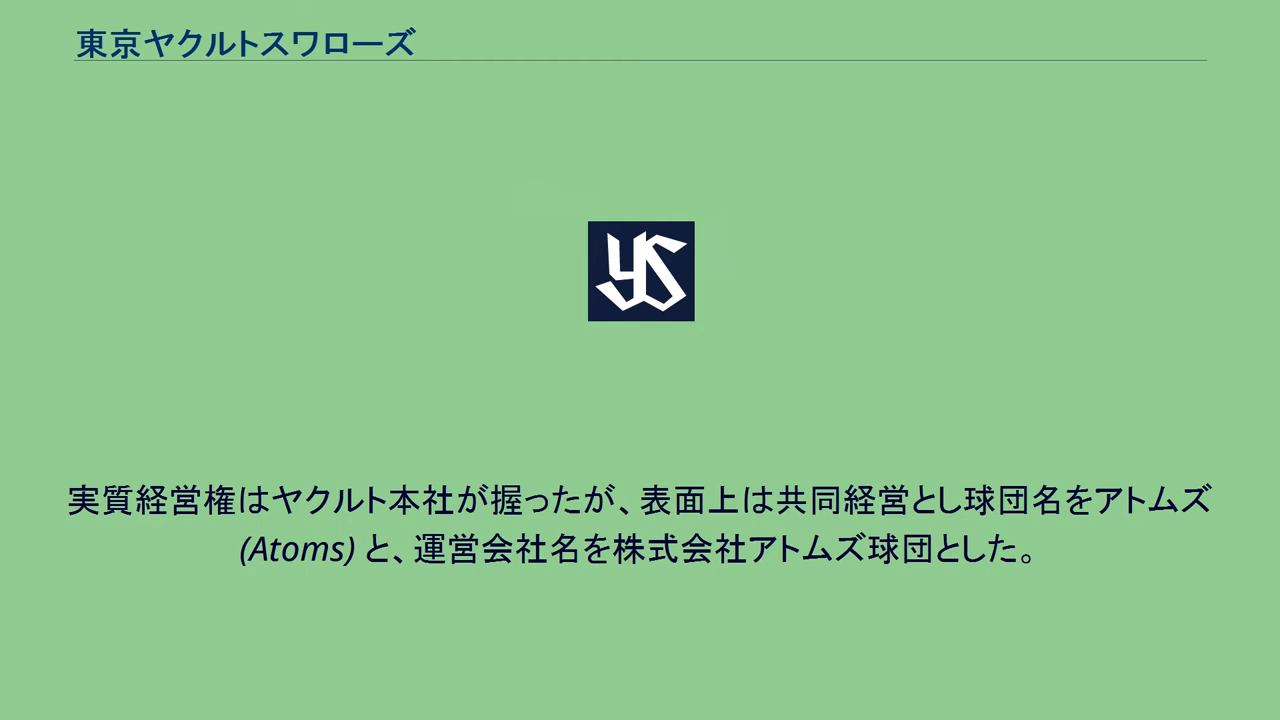 東京ヤクルトスワローズ
YS
実質経営権はヤクルト本社が握ったが、表面上は共同経営とし球団名をアトムズ
(Atoms) と、運営会社名を株式会社アトムズ球団とした。